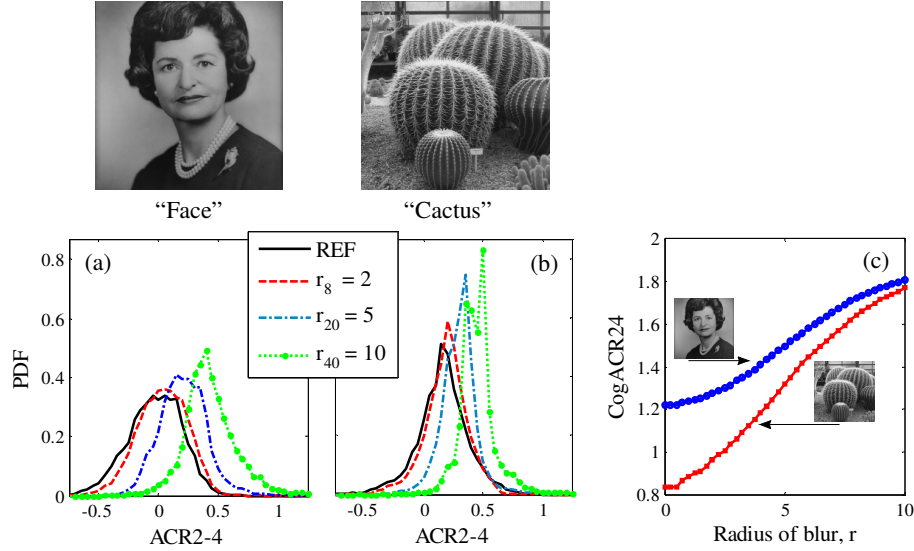 “Face”
“Cactus”
(a)
REF
r8 = 2
r20 = 5
r40 = 10
(b)
(c)
PDF
0.8
0.6
0.4
0.2
0
-0.5
0
0.5
1
ACR2-4
-0.5
0
0.5
1
ACR2-4
CogACR24
2
1.8
1.6
1.4
1.2
1
0.8
0
5
10
Radius of blur, r